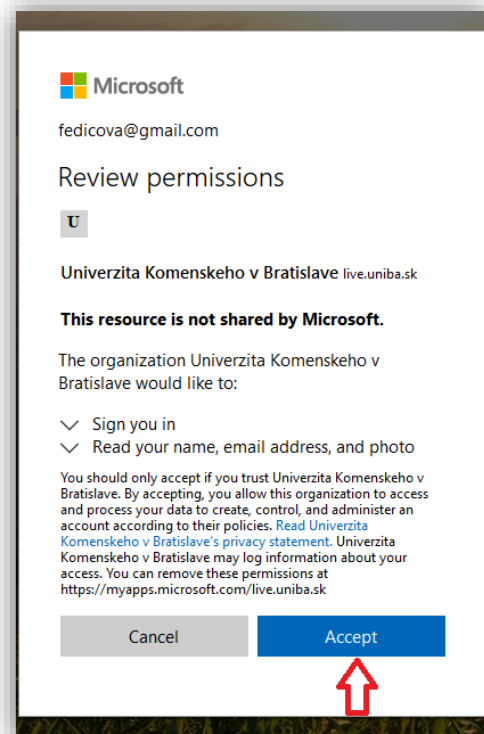 Microsoft
fedicova@gmail.com
Review permissions
U
Univerzita Komenskeho v Bratislave live.uniba.sk
This resource is not shared by Microsoft.
The organization Univerzita Komenskeho v
Bratislave would like to:
Sign you in
Read your name, email address, and photo
You should only accept if you trust Univerzita Komenskeho v
Bratislave. By accepting, you allow this organization to access
and process your data to create, control, and administer an
account according to their policies. Read Univerzita
Komenskeho v Bratislave's privacy statement. Univerzita
Komenskeho v Bratislave may log information about your
access. You can remove these permissions at
https://myapps.microsoft.com/live.uniba.sk
Cancel
Accept